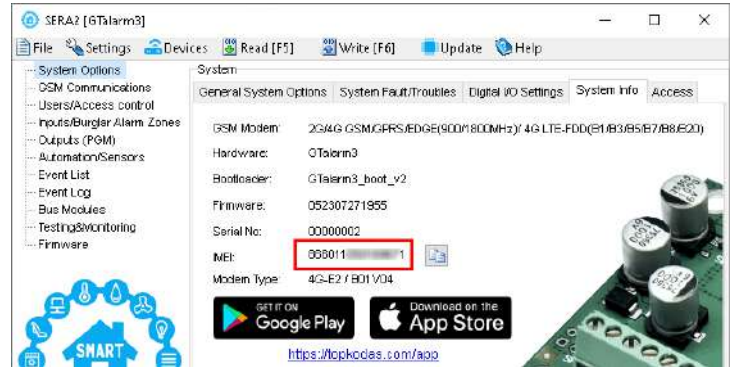 SERA2 [GTalarm3]
File Settings Devices Read [F5] Write [F6] Update Help
System Options
GSM Communications
Users/Access control
Inputs/Burglar Alarm Zones
Outputs (PGM)
Automation/Sensors
Event List
Event Log
Bus Modules
Testing&Monitoring
Firmware
System
General System Options System Fault/Troubles Digital I/O Settings System Info Access
GSM Modem: 2G/4G GSM/GPRS/EDGE(900/1800MHz)/ 4G LTE-FDD(B1/B3/B5/B7/B8/B20)
Hardware: GTalarm3
Bootloader: GTalarm3_boot_v2
Firmware: 052307271955
Serial No: 00000002
IMEI:
Modem Type: 4G-E2 / B01V04
GET IT ON
Google Play
Download on the
App Store
https://topkodas.com/app
SMART